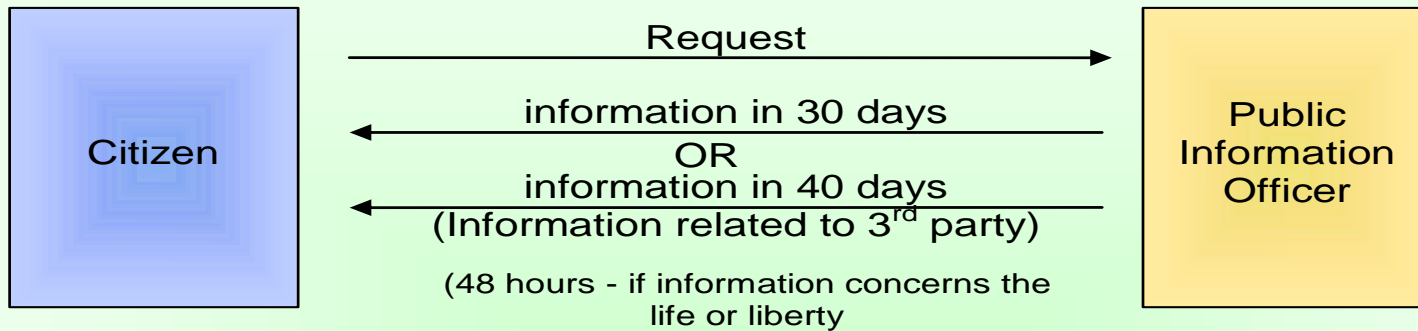 Request
information in 30 days
OR
information in 40 days
(Information related to 3rd party)
(48 hours - if information concerns the
life or liberty
Citizen
Public
Information
Officer